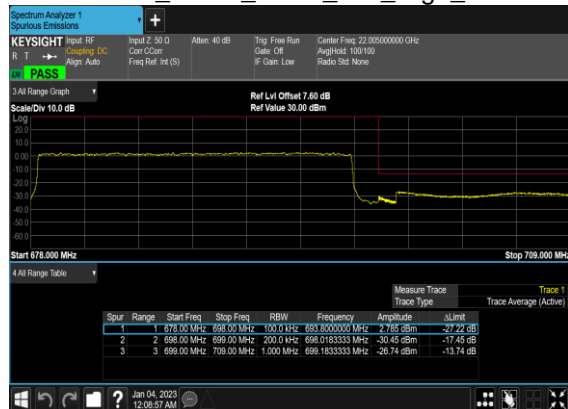 Spectrum Analyzer 1
Spurious Emissions
+
KEYSIGHT Input: RF Input Z: 50 Ω Atten: 40 dB Trig: Free Run Center Freq: 22.005000000 GHz
R T Coupling: DC Corr CCorr Gate: Off Avg|Hold: 100/100
Align: Auto Freq Ref: Int (S) IF Gain: Low Radio Std: None
PASS
3 All Range Graph Ref Lvl Offset 7.60 dB
Scale/Div 10.0 dB Ref Value 30.00 dBm
Log
20.0
10.0
0.00
-10.0
-20.0
-30.0
-40.0
-50.0
-60.0
Start 678.000 MHz Stop 709.000 MHz
4 All Range Table
Measure Trace Trace 1
Trace Type Trace Average (Active)
Spur Range Start Freq Stop Freq RBW Frequency Amplitude ΔLimit
1 1 678.00 MHz 698.00 MHz 100.0 kHz 693.8000000 MHz 2.785 dBm -27.22 dB
2 2 698.00 MHz 699.00 MHz 200.0 kHz 698.0183333 MHz -30.45 dBm -17.45 dB
3 3 699.00 MHz 709.00 MHz 1.000 MHz 699.1833333 MHz -26.74 dBm -13.74 dB
? Jan 04, 2023
12:08:57 AM